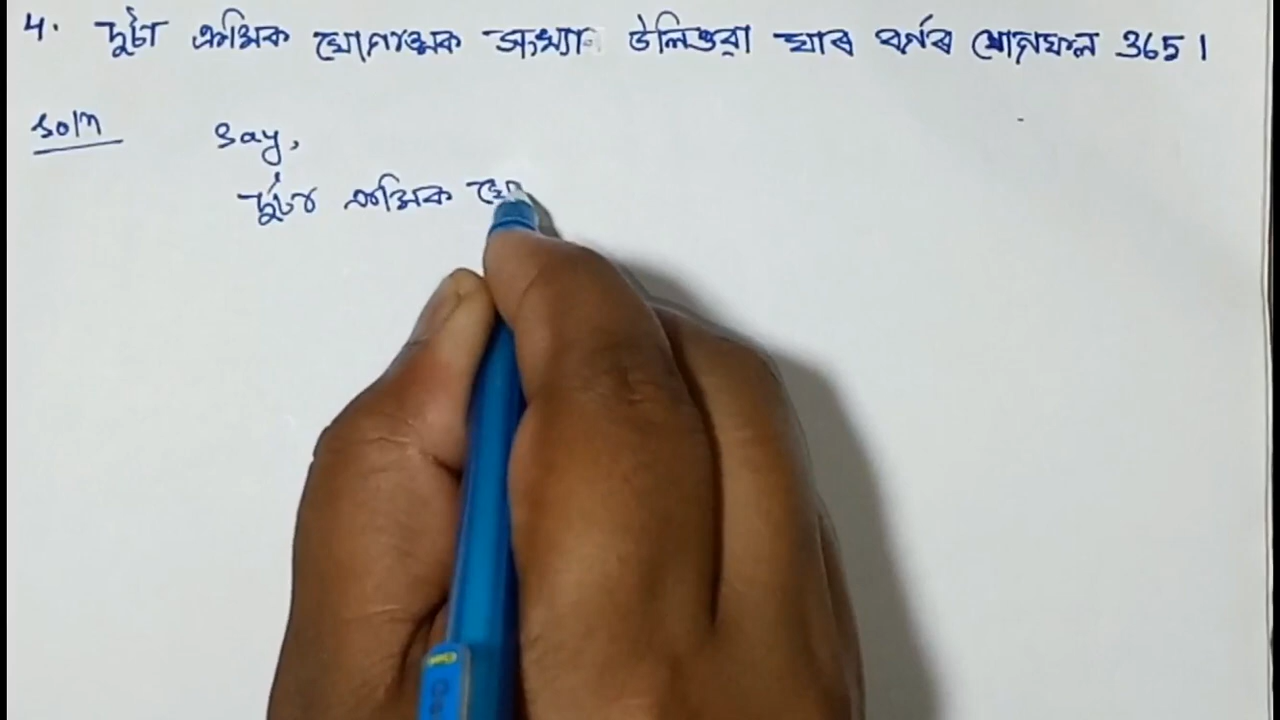 4. দুটা ক্ৰমিক যোগাত্মক সংখ্যা উলিওৱা যাৰ বৰ্গৰ যোগফল 365।
Soln Say,
দুটা ক্ৰমিক যো